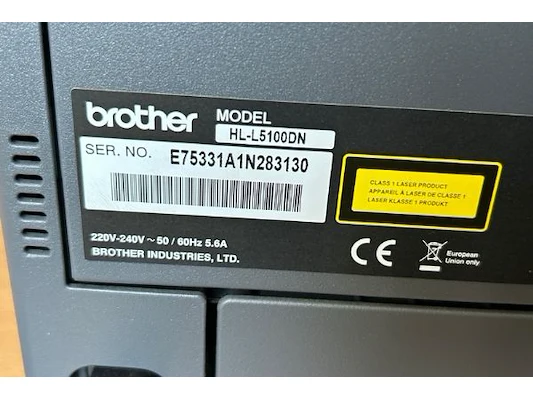 brother
MODEL
HL-L5100DN
SER. NO. E75331A1N283130
CLASS 1 LASER PRODUCT
APPAREIL À LASER DE CLASSE 1
LASER KLASSE 1 PRODUKT
220V-240V ~ 50 / 60Hz 5.6A
BROTHER INDUSTRIES, LTD.
CE
European
Union only